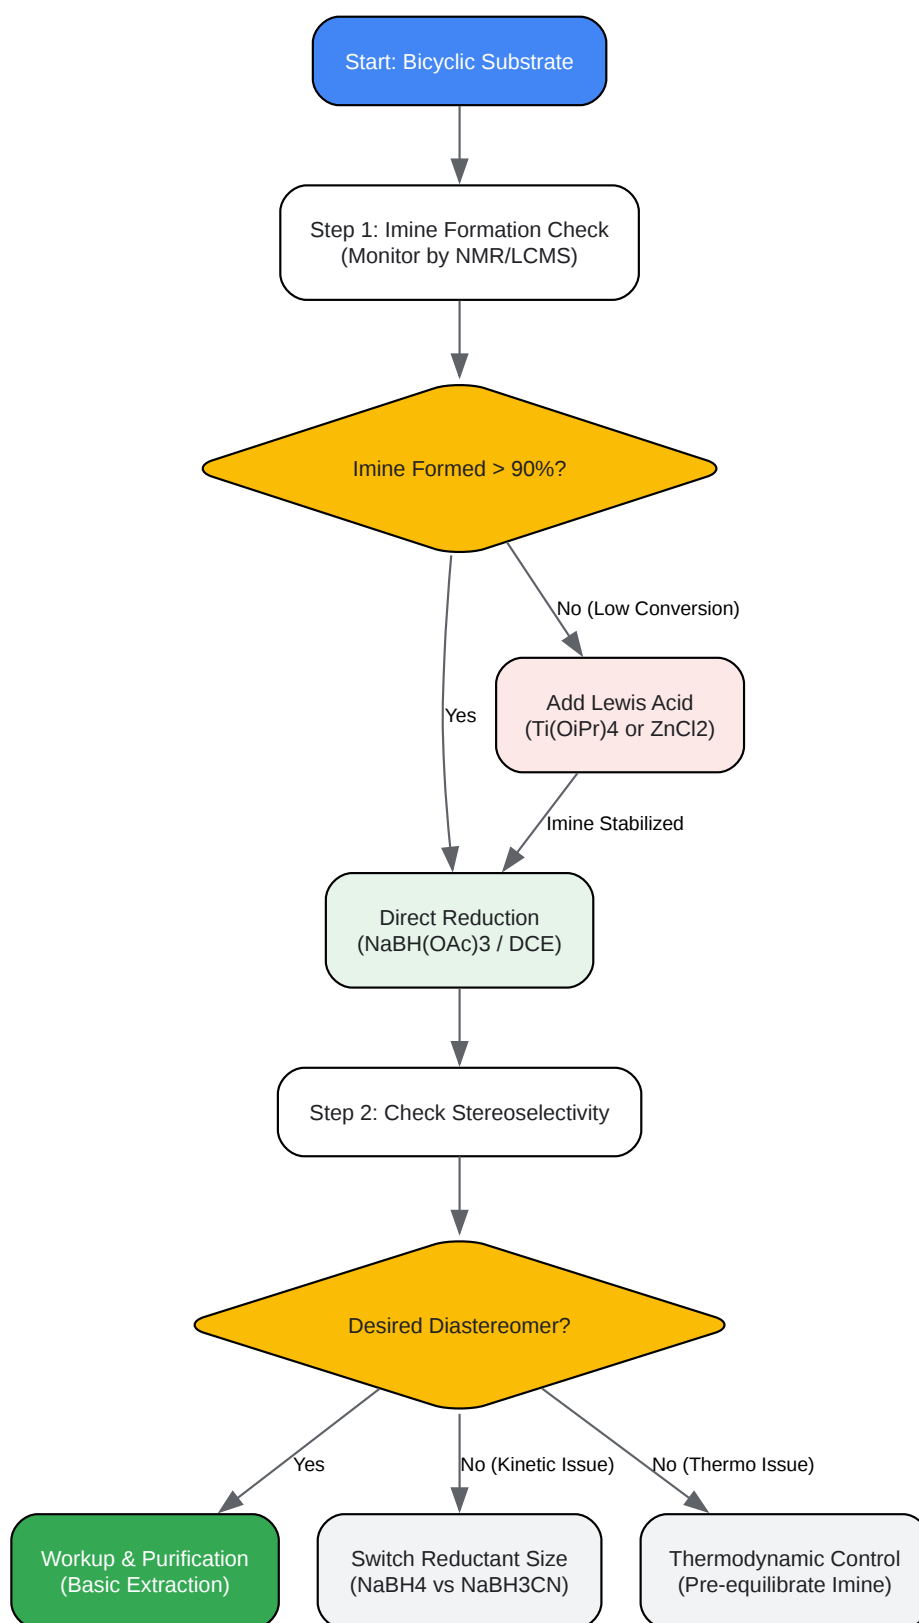 Start: Bicyclic Substrate
Step 1: Imine Formation Check
(Monitor by NMR/LCMS)
Imine Formed > 90%?
No (Low Conversion)
Add Lewis Acid
(Ti(OiPr)4 or ZnCl2)
Yes
Imine Stabilized
Direct Reduction
(NaBH(OAc)3 / DCE)
Step 2: Check Stereoselectivity
Desired Diastereomer?
Yes
No (Kinetic Issue)
No (Thermo Issue)
Workup & Purification
(Basic Extraction)
Switch Reductant Size
(NaBH4 vs NaBH3CN)
Thermodynamic Control
(Pre-equilibrate Imine)